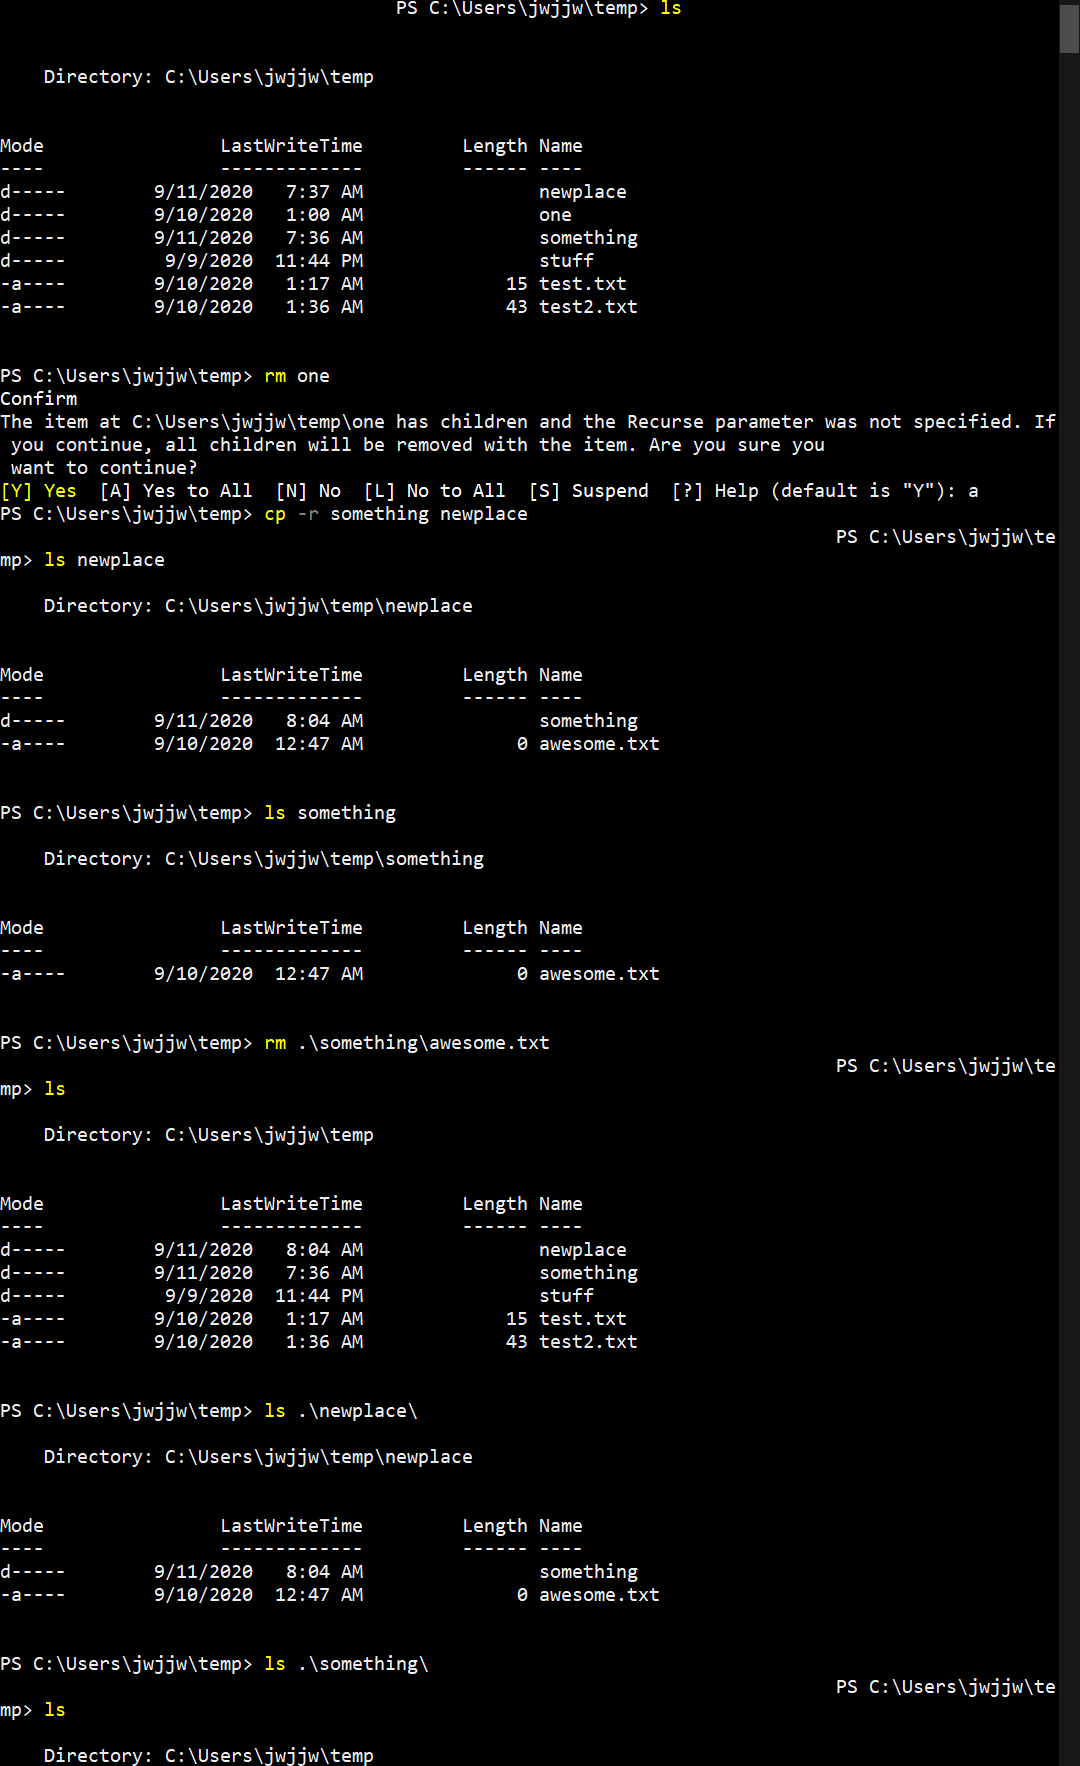 PS C:\Users\jwjjw\temp> ls
    Directory: C:\Users\jwjjw\temp
Mode                LastWriteTime         Length Name
----                -------------         ------ ----
d-----        9/11/2020   7:37 AM                newplace
d-----        9/10/2020   1:00 AM                one
d-----        9/11/2020   7:36 AM                something
d-----         9/9/2020  11:44 PM                stuff
-a----        9/10/2020   1:17 AM             15 test.txt
-a----        9/10/2020   1:36 AM             43 test2.txt
PS C:\Users\jwjjw\temp> rm one
Confirm
The item at C:\Users\jwjjw\temp\one has children and the Recurse parameter was not specified. If
 you continue, all children will be removed with the item. Are you sure you
 want to continue?
[Y] Yes  [A] Yes to All  [N] No  [L] No to All  [S] Suspend  [?] Help (default is "Y"): a
PS C:\Users\jwjjw\temp> cp -r something newplace
PS C:\Users\jwjjw\te
mp> ls newplace
    Directory: C:\Users\jwjjw\temp\newplace
Mode                LastWriteTime         Length Name
----                -------------         ------ ----
d-----        9/11/2020   8:04 AM                something
-a----        9/10/2020  12:47 AM              0 awesome.txt
PS C:\Users\jwjjw\temp> ls something
    Directory: C:\Users\jwjjw\temp\something
Mode                LastWriteTime         Length Name
----                -------------         ------ ----
-a----        9/10/2020  12:47 AM              0 awesome.txt
PS C:\Users\jwjjw\temp> rm .\something\awesome.txt
PS C:\Users\jwjjw\te
mp> ls
    Directory: C:\Users\jwjjw\temp
Mode                LastWriteTime         Length Name
----                -------------         ------ ----
d-----        9/11/2020   8:04 AM                newplace
d-----        9/11/2020   7:36 AM                something
d-----         9/9/2020  11:44 PM                stuff
-a----        9/10/2020   1:17 AM             15 test.txt
-a----        9/10/2020   1:36 AM             43 test2.txt
PS C:\Users\jwjjw\temp> ls .\newplace\
    Directory: C:\Users\jwjjw\temp\newplace
Mode                LastWriteTime         Length Name
----                -------------         ------ ----
d-----        9/11/2020   8:04 AM                something
-a----        9/10/2020  12:47 AM              0 awesome.txt
PS C:\Users\jwjjw\temp> ls .\something\
PS C:\Users\jwjjw\te
mp> ls
    Directory: C:\Users\jwjjw\temp